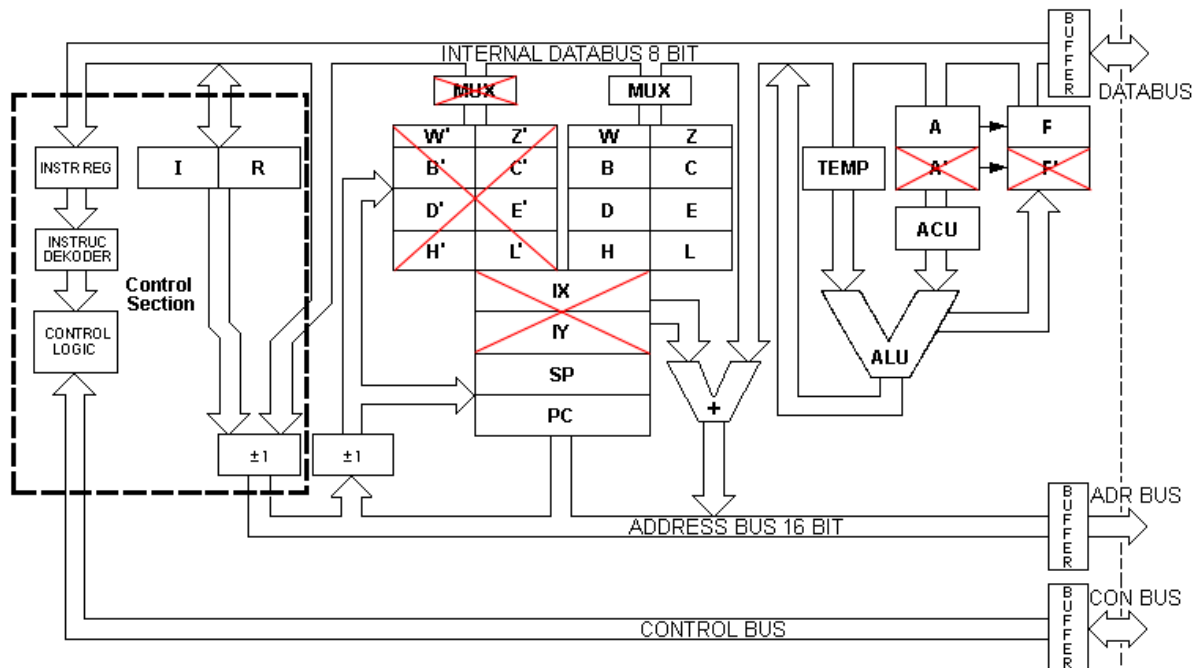 INTERNAL DATABUS 8 BIT
BUFFER
DATABUS
MUX
MUX
INSTR REG
INSTRUC
DEKODER
CONTROL
LOGIC
Control
Section
I R
±1
±1
W' Z'
B' C'
D' E'
H' L'
W Z
B C
D E
H L
IX
IY
SP
PC
+
TEMP
A F
A' F'
ACU
ALU
ADDRESS BUS 16 BIT
BUFFER
ADR BUS
CONTROL BUS
BUFFER
CON BUS